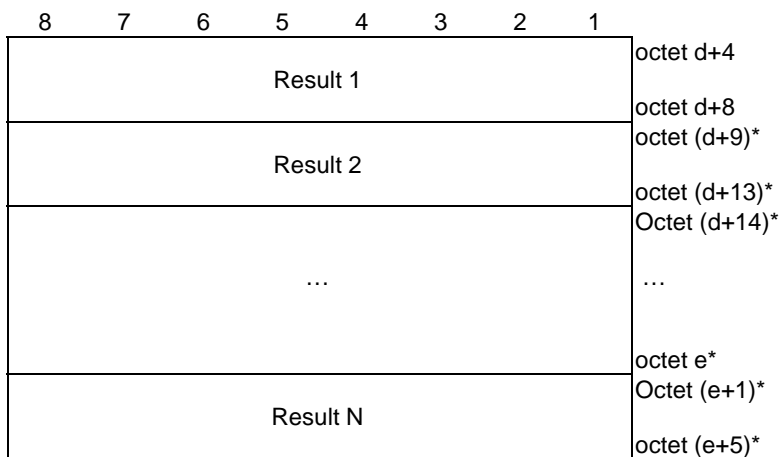 8 7 6 5 4 3 2 1
octet d+4
Result 1
octet d+8
octet (d+9)*
Result 2
octet (d+13)*
Octet (d+14)*
… …
octet e*
Octet (e+1)*
Result N
octet (e+5)*